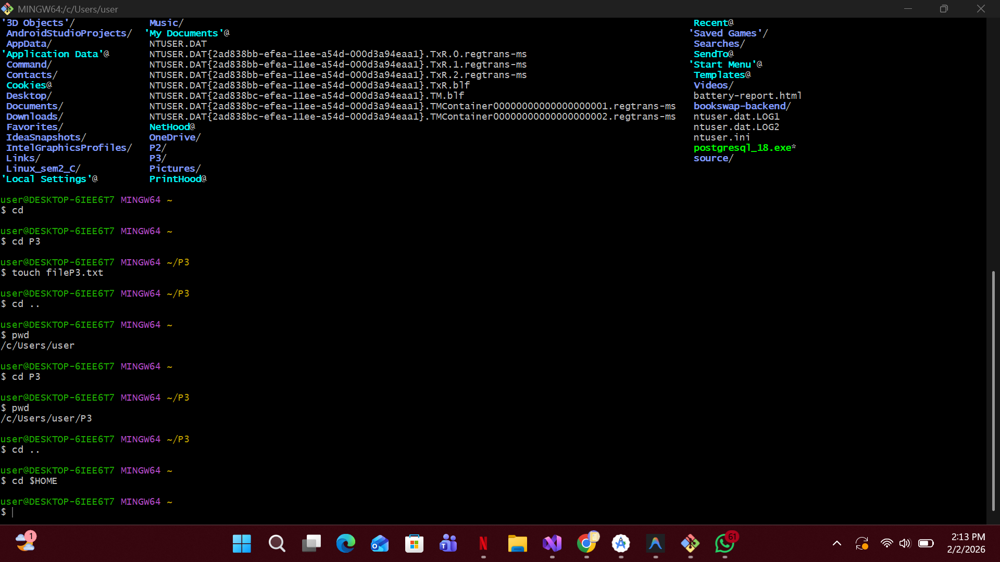 MINGW64:/c/Users/user
'3D Objects'/ Music/ Recent@
AndroidStudioProjects/ 'My Documents'@ 'Saved Games'/
AppData/ NTUSER.DAT Searches/
'Application Data'@ NTUSER.DAT{2ad838bb-efea-11ee-a54d-000d3a94eaa1}.TxR.0.regtrans-ms SendTo@
Command/ NTUSER.DAT{2ad838bb-efea-11ee-a54d-000d3a94eaa1}.TxR.1.regtrans-ms 'Start Menu'@
Contacts/ NTUSER.DAT{2ad838bb-efea-11ee-a54d-000d3a94eaa1}.TxR.2.regtrans-ms Templates@
Cookies@ NTUSER.DAT{2ad838bb-efea-11ee-a54d-000d3a94eaa1}.TxR.blf Videos/
Desktop/ NTUSER.DAT{2ad838bc-efea-11ee-a54d-000d3a94eaa1}.TM.blf battery-report.html
Documents/ NTUSER.DAT{2ad838bc-efea-11ee-a54d-000d3a94eaa1}.TMContainer00000000000000000001.regtrans-ms bookswap-backend/
Downloads/ NTUSER.DAT{2ad838bc-efea-11ee-a54d-000d3a94eaa1}.TMContainer00000000000000000002.regtrans-ms ntuser.dat.LOG1
Favorites/ NetHood@ ntuser.dat.LOG2
IdeaSnapshots/ OneDrive/ ntuser.ini
IntelGraphicsProfiles/ P2/ postgresql_18.exe*
Links/ P3/ source/
Linux_sem2_C/ Pictures/
'Local Settings'@ PrintHood@
user@DESKTOP-6IEE6T7 MINGW64 ~
$ cd
user@DESKTOP-6IEE6T7 MINGW64 ~
$ cd P3
user@DESKTOP-6IEE6T7 MINGW64 ~/P3
$ touch fileP3.txt
user@DESKTOP-6IEE6T7 MINGW64 ~/P3
$ cd ..
user@DESKTOP-6IEE6T7 MINGW64 ~
$ pwd
/c/Users/user
user@DESKTOP-6IEE6T7 MINGW64 ~
$ cd P3
user@DESKTOP-6IEE6T7 MINGW64 ~/P3
$ pwd
/c/Users/user/P3
user@DESKTOP-6IEE6T7 MINGW64 ~/P3
$ cd ..
user@DESKTOP-6IEE6T7 MINGW64 ~
$ cd $HOME
user@DESKTOP-6IEE6T7 MINGW64 ~
$
1
61
2:13 PM
2/2/2026